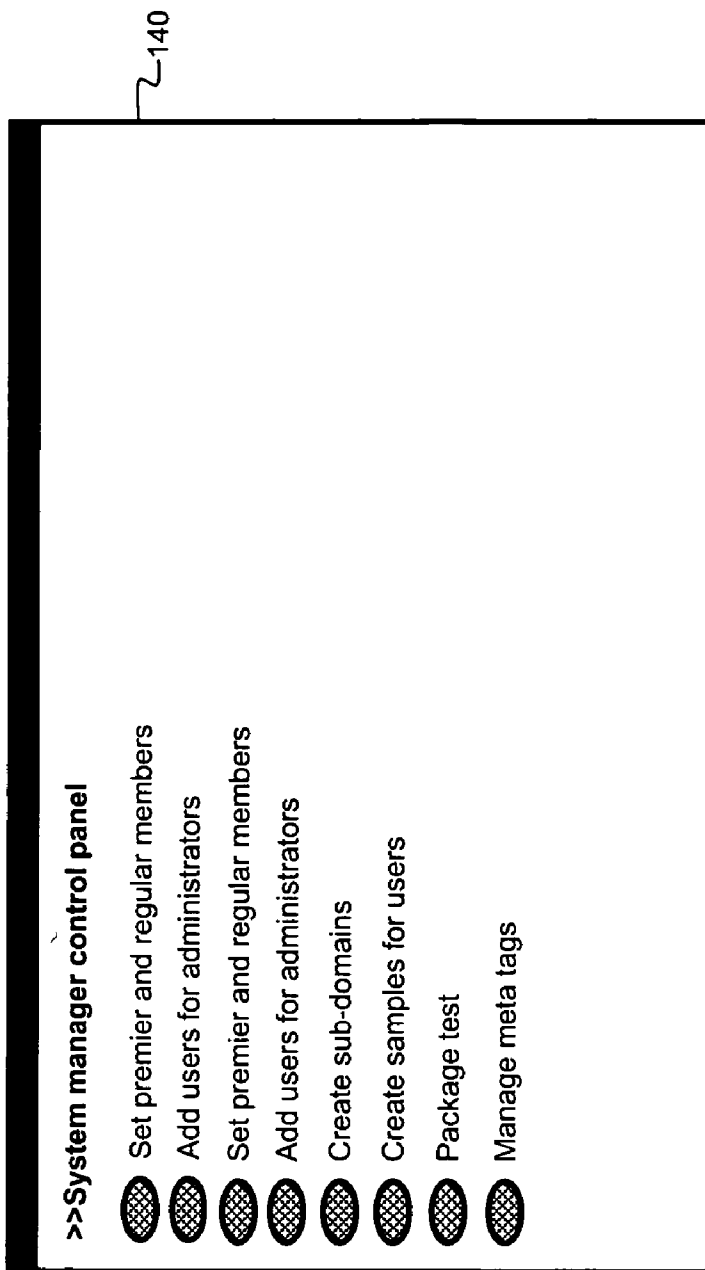 >>System manager control panel
Set premier and regular members
Add users for administrators
Set premier and regular members
Add users for administrators
Create sub-domains
Create samples for users
Package test
Manage meta tags
140